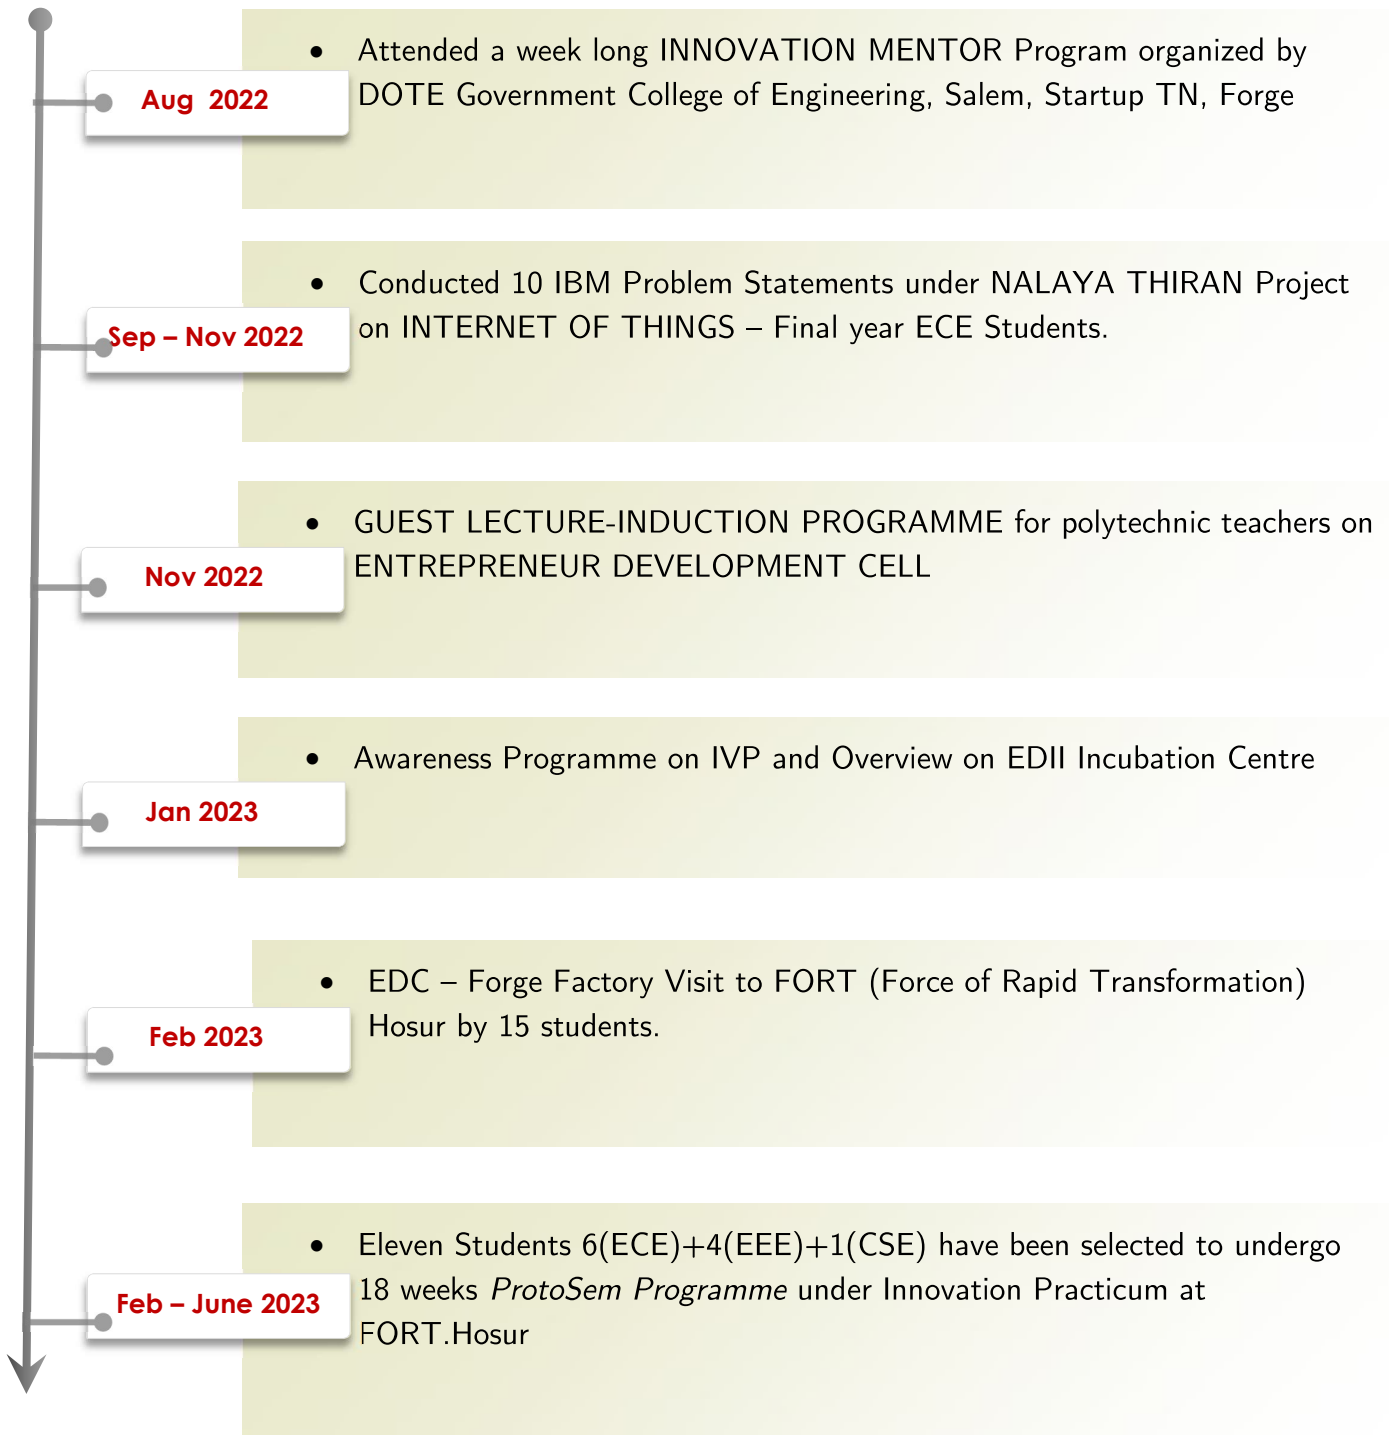 • Attended a week long INNOVATION MENTOR Program organized by
Aug  2022
DOTE Government College of Engineering, Salem, Startup TN, Forge
• Conducted 10 IBM Problem Statements under NALAYA THIRAN Project
Sep – Nov 2022
on INTERNET OF THINGS – Final year ECE Students.
• GUEST LECTURE-INDUCTION PROGRAMME for polytechnic teachers on
Nov 2022
ENTREPRENEUR DEVELOPMENT CELL
• Awareness Programme on IVP and Overview on EDII Incubation Centre
Jan 2023
• EDC – Forge Factory Visit to FORT (Force of Rapid Transformation)
Feb 2023
Hosur by 15 students.
• Eleven Students 6(ECE)+4(EEE)+1(CSE) have been selected to undergo
Feb – June 2023
18 weeks ProtoSem Programme under Innovation Practicum at
FORT.Hosur